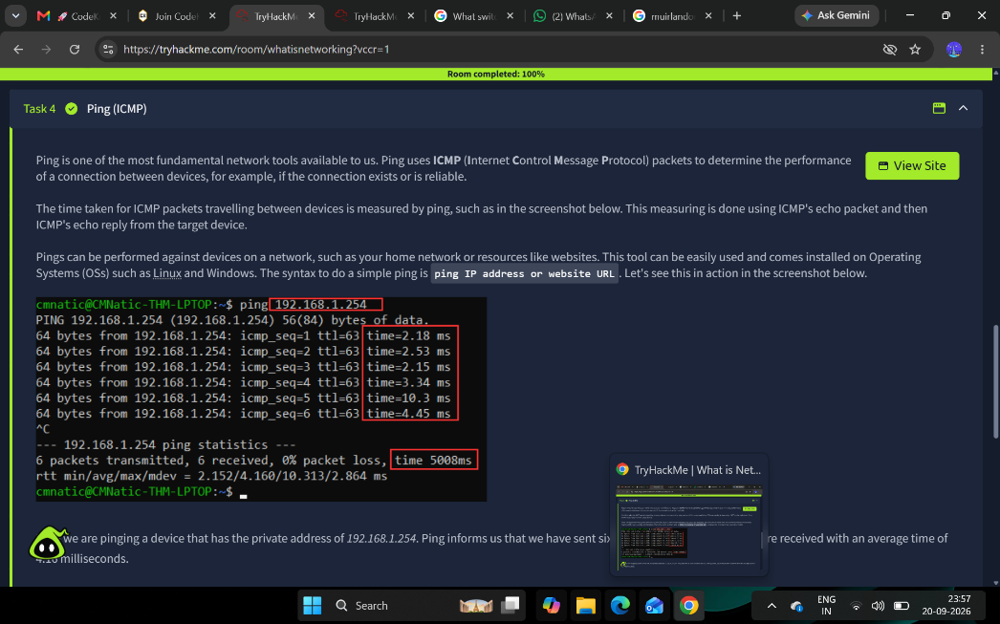 CodeK
Join Code
TryHackMe
TryHackMe
What swit
(2) Whats
muirlando
Ask Gemini
https://tryhackme.com/room/whatisnetworking?vccr=1
Room completed: 100%
Task 4 Ping (ICMP)
Ping is one of the most fundamental network tools available to us. Ping uses ICMP (Internet Control Message Protocol) packets to determine the performance
of a connection between devices, for example, if the connection exists or is reliable.
View Site
The time taken for ICMP packets travelling between devices is measured by ping, such as in the screenshot below. This measuring is done using ICMP's echo packet and then
ICMP's echo reply from the target device.
Pings can be performed against devices on a network, such as your home network or resources like websites. This tool can be easily used and comes installed on Operating
Systems (OSs) such as Linux and Windows. The syntax to do a simple ping is ping IP address or website URL. Let's see this in action in the screenshot below.
cmnatic@CMNatic-THM-LPTOP:~$ ping 192.168.1.254
PING 192.168.1.254 (192.168.1.254) 56(84) bytes of data.
64 bytes from 192.168.1.254: icmp_seq=1 ttl=63 time=2.18 ms
64 bytes from 192.168.1.254: icmp_seq=2 ttl=63 time=2.53 ms
64 bytes from 192.168.1.254: icmp_seq=3 ttl=63 time=2.15 ms
64 bytes from 192.168.1.254: icmp_seq=4 ttl=63 time=3.34 ms
64 bytes from 192.168.1.254: icmp_seq=5 ttl=63 time=10.3 ms
64 bytes from 192.168.1.254: icmp_seq=6 ttl=63 time=4.45 ms
^C
--- 192.168.1.254 ping statistics ---
6 packets transmitted, 6 received, 0% packet loss, time 5008ms
rtt min/avg/max/mdev = 2.152/4.160/10.313/2.864 ms
cmnatic@CMNatic-THM-LPTOP:~$
TryHackMe | What is Net...
we are pinging a device that has the private address of 192.168.1.254. Ping informs us that we have sent six re received with an average time of
milliseconds.
Search
ENG
IN
23:57
20-09-2026